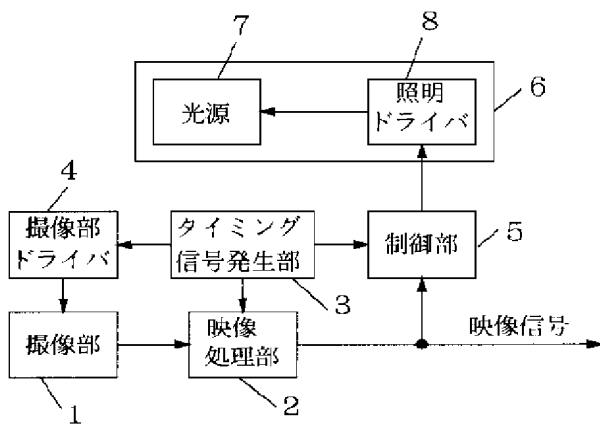 7
8
光源
照明
ドライバ
6
4
撮像部
ドライバ
タイミング
信号発生部
制御部
5
3
撮像部
映像
処理部
映像信号
1
2